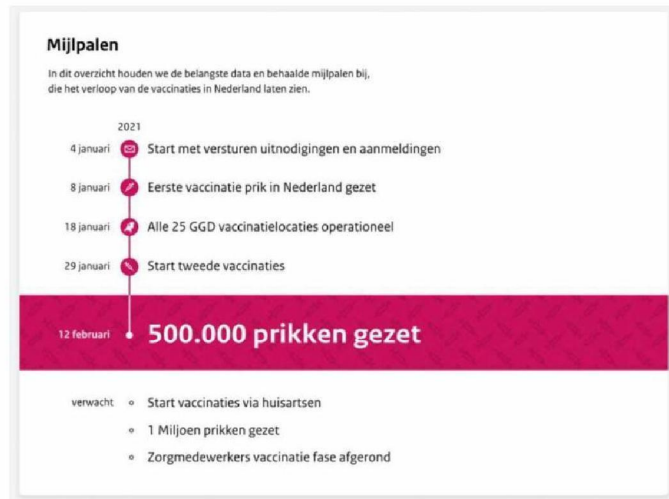 Mijlpalen
In dit overzicht houden we de belangste data en behaalde mijlpalen bij,
die het verloop van de vaccinaties in Nederland laten zien.
2021
4 januari Start met versturen uitnodigingen en aanmeldingen
8 januari Eerste vaccinatie prik in Nederland gezet
18 januari Alle 25 GGD vaccinatielocaties operationeel
29 januari Start tweede vaccinaties
12 februari 500.000 prikken gezet
verwacht Start vaccinaties via huisartsen
1 Miljoen prikken gezet
Zorgmedewerkers vaccinatie fase afgerond